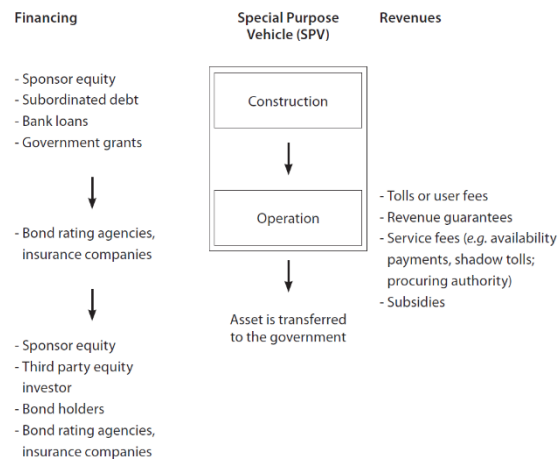 Financing
Special Purpose
Vehicle (SPV)
Revenues
- Sponsor equity
- Subordinated debt
- Bank loans
- Government grants
Construction
Operation
- Bond rating agencies,
insurance companies
- Tolls or user fees
- Revenue guarantees
- Service fees (e.g. availability
payments, shadow tolls;
procuring authority)
- Subsidies
Asset is transferred
to the government
- Sponsor equity
- Third party equity
investor
- Bond holders
- Bond rating agencies,
insurance companies